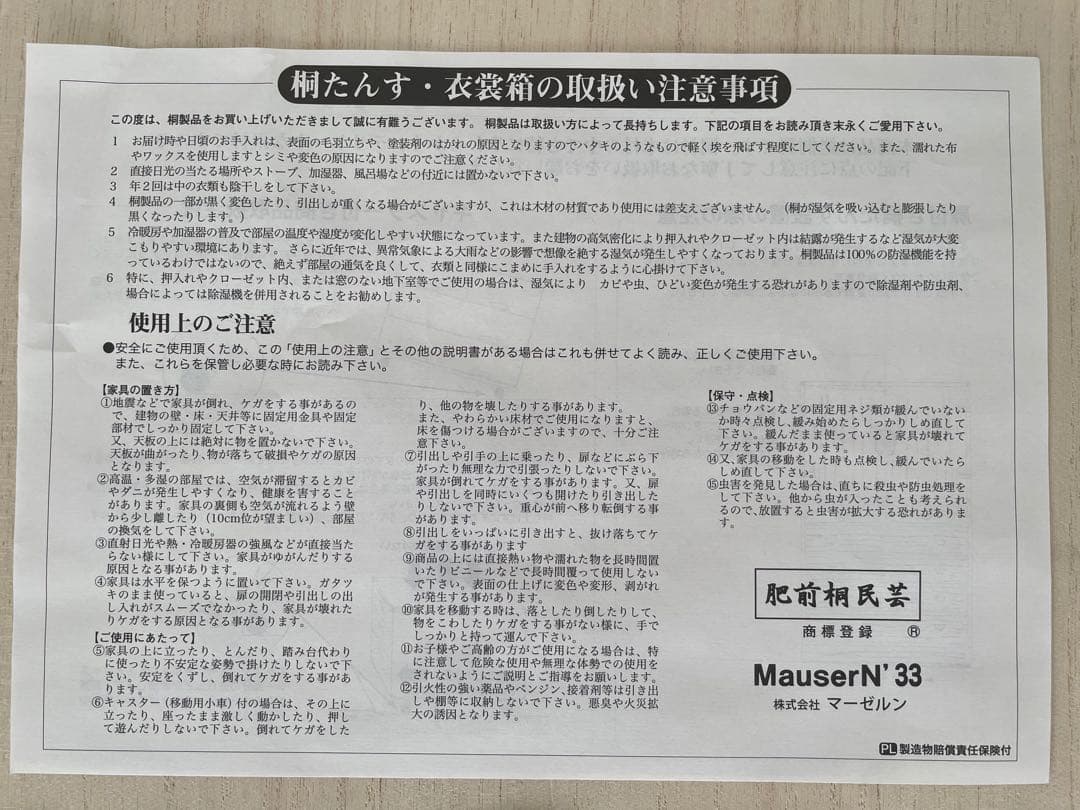 桐たんす・衣裳箱の取扱い注意事項
この度は、桐製品をお買い上げいただきまして誠に有難うございます。 桐製品は取扱い方によって長持ちします。下記の項目をお読み頂き末永くご愛用下さい。
1 お届け時や日頃のお手入れは、表面の毛羽立ちや、塗装剤のはがれの原因となりますのでハタキのようなもので軽く埃を飛ばす程度にしてください。また、濡れた布
やワックスを使用しますとシミや変色の原因になりますのでご注意ください。
2 直接日光の当たる場所やストーブ、加湿器、風呂場などの付近には置かないで下さい。
3 年2回は中の衣類も陰干しをして下さい。
4 桐製品の一部が黒く変色したり、引出しが重くなる場合がございますが、これは木材の材質であり使用には差支えございません。(桐が湿気を吸い込むと膨張したり
黒くなったりします。)
5 冷暖房や加湿器の普及で部屋の温度や湿度が変化しやすい状態になっています。また建物の高気密化により押入れやクローゼット内は結露が発生するなど湿気が大変
こもりやすい環境にあります。 さらに近年では、異常気象による大雨などの影響で想像を絶する湿気が発生しやすくなっております。桐製品は100%の防湿機能を持
っているわけではないので、絶えず部屋の通気を良くして、衣類と同様にこまめに手入れをするように心掛けて下さい。
6 特に、押入れやクローゼット内、または窓のない地下室等でご使用の場合は、湿気により カビや虫、ひどい変色が発生する恐れがありますので除湿剤や防虫剤、
場合によっては除湿機を併用されることをお勧めします。
使用上のご注意
●安全にご使用頂くため、この「使用上の注意」とその他の説明書がある場合はこれも併せてよく読み、正しくご使用下さい。
また、これらを保管し必要な時にお読み下さい。
【家具の置き方】
①地震などで家具が倒れ、ケガをする事があるの
で、建物の壁・床・天井等に固定用金具や固定
部材でしっかり固定して下さい。
又、天板の上には絶対に物を置かないで下さい。
天板が曲がったり、物が落ちて破損やケガの原因
となります。
②高温・多湿の部屋では、空気が滞留するとカビ
やダニが発生しやすくなり、健康を害することが
あります。家具の裏側も空気が流れるよう壁
から少し離したり(10cm位が望ましい)、部屋
の換気をして下さい。
③直射日光や熱・冷暖房器の強風などが直接当た
らない様にして下さい。家具がゆがんだりする
原因となる事があります。
④家具は水平を保つように置いて下さい。ガタツ
キのまま使っていると、扉の開閉や引出しの出
し入れがスムーズでなかったり、家具が壊れた
りケガをする原因となる事があります。
【ご使用にあたって】
⑤家具の上に立ったり、とんだり、踏み台代わり
に使ったり不安定な姿勢で掛けたりしないで下
さい。安定をくずし、倒れてケガをする事があ
ります。
⑥キャスター(移動用小車)付の場合は、その上に
立ったり、座ったまま激しく動かしたり、押し
て遊んだりしないで下さい。倒れてケガをした
り、他の物を壊したりする事があります。
また、やわらかい床材でご使用になりますと、
床を傷つける場合がございますので、十分ご注
意下さい。
⑦引出しや引手の上に乗ったり、扉などにぶら下
がったり無理な力で引張ったりしないで下さい。
家具が倒れてケガをする事があります。又、扉
や引出しを同時にいくつも開けたり引き出した
りしないで下さい。重心が前へ移り転倒する事
があります。
⑧引出しをいっぱいに引き出すと、抜け落ちてケ
ガをする事があります
⑨商品の上には直接熱い物や濡れた物を長時間置
いたりビニールなどで長時間覆って使用しない
で下さい。表面の仕上げに変色や変形、剥がれ
が発生する事があります。
⑩家具を移動する時は、落としたり倒したりして、
物をこわしたりケガをする事がない様に、手で
しっかりと持って運んで下さい。
⑪お子様やご高齢の方がご使用になる場合は、特
に注意して危険な使用や無理な体勢での使用を
されないようにご説明とご指導をお願いします。
⑫引火性の強い薬品やベンジン、接着剤等は引き出
しや棚等に収納しないで下さい。悪臭や火災拡
大の誘因となります。
【保守・点検】
⑬チョウバンなどの固定用ネジ類が緩んでいない
か時々点検し、緩み始めたらしっかりしめ直して
下さい。緩んだまま使っていると家具が壊れて
ケガをする事があります。
⑭又、家具の移動をした時も点検し、緩んでいたら
しめ直して下さい。
⑮虫害を発見した場合は、直ちに殺虫や防虫処理を
して下さい。他から虫が入ったことも考えられ
るので、放置すると虫害が拡大する恐れがありま
す。
肥前桐民芸
商標登録 ®
MauserN'33
株式会社 マーゼルン
PL 製造物賠償責任保険付